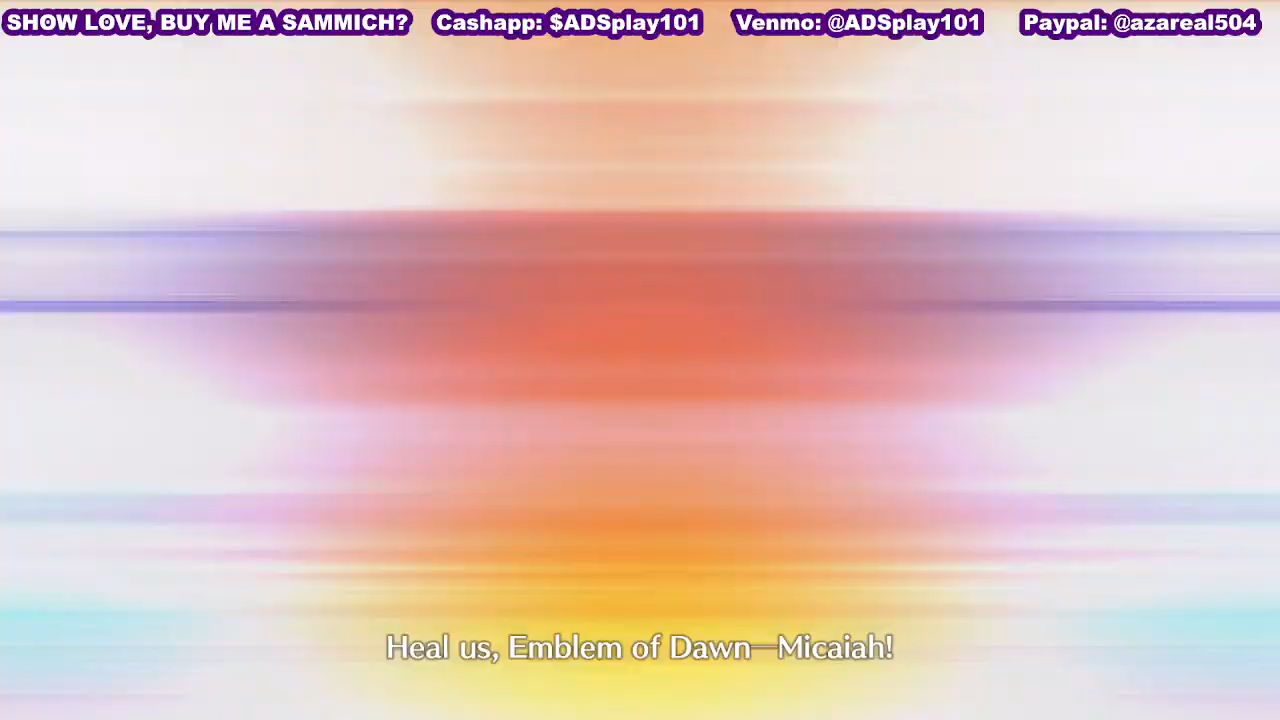 SHOW LOVE, BUY ME A SAMMICH? Cashapp: $ADSplay101 Venmo: @ADSplay101 Paypal: @azareal504
Heal us, Emblem of Dawn—Micaiah!